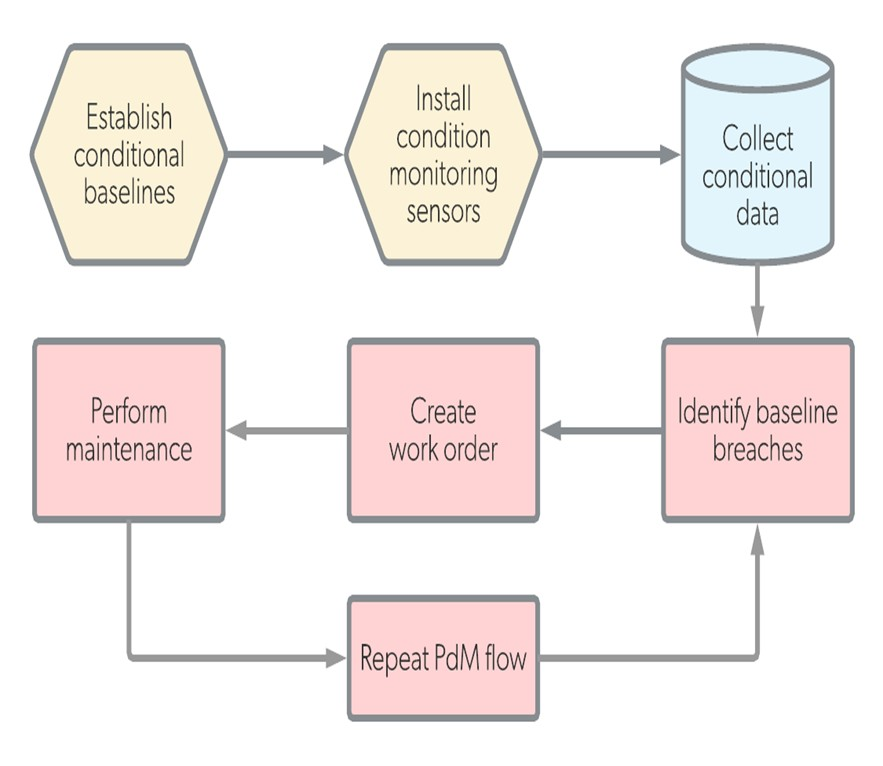 Establish
conditional
baselines
Install
condition
monitoring
sensors
Collect
conditional
data
Identify baseline
breaches
Create
work order
Perform
maintenance
Repeat PdM flow